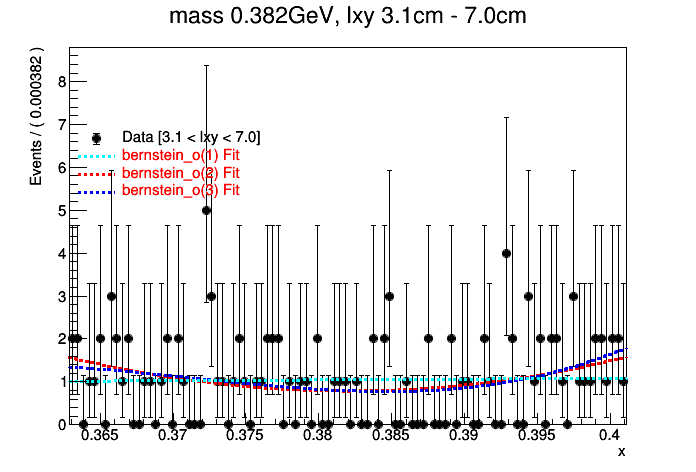 mass 0.382GeV, lxy 3.1cm - 7.0cm
Events / ( 0.000382 )
8
7
6
5
4
3
2
1
0
Data [3.1 < lxy < 7.0]
bernstein_o(1) Fit
bernstein_o(2) Fit
bernstein_o(3) Fit
0.365 0.37 0.375 0.38 0.385 0.39 0.395 0.4
x